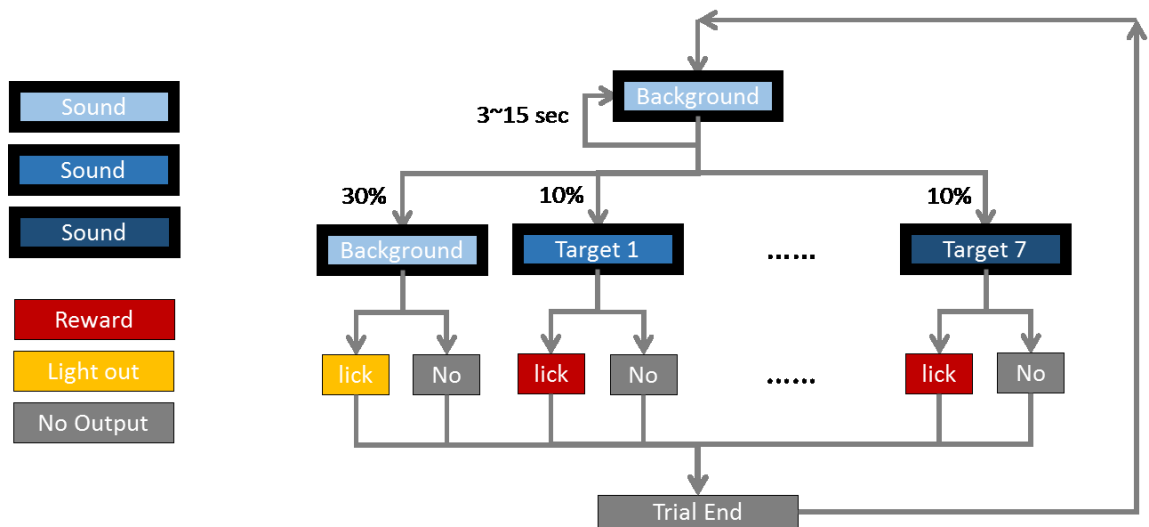 Sound
Sound
Sound
Reward
Light out
No Output
Background
3~15 sec
30%
10%
10%
Background
Target 1
......
Target 7
lick
No
lick
No
......
lick
No
Trial End